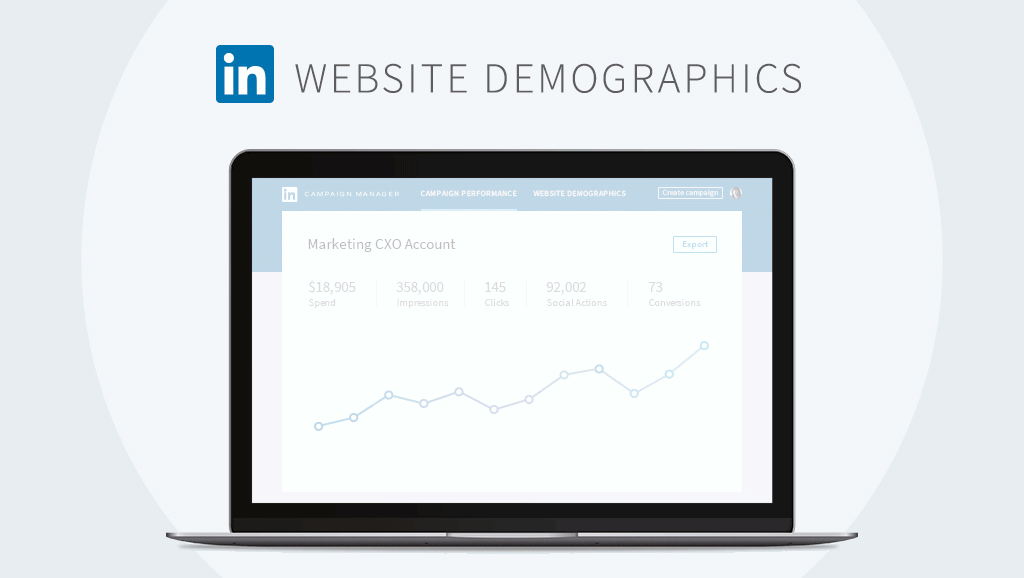 in WEBSITE DEMOGRAPHICS
in CAMPAIGN MANAGER CAMPAIGN PERFORMANCE WEBSITE DEMOGRAPHICS Create campaign
Marketing CXO Account Export
$18,905 358,000 145 92,002 73
Spend Impressions Clicks Social Actions Conversions